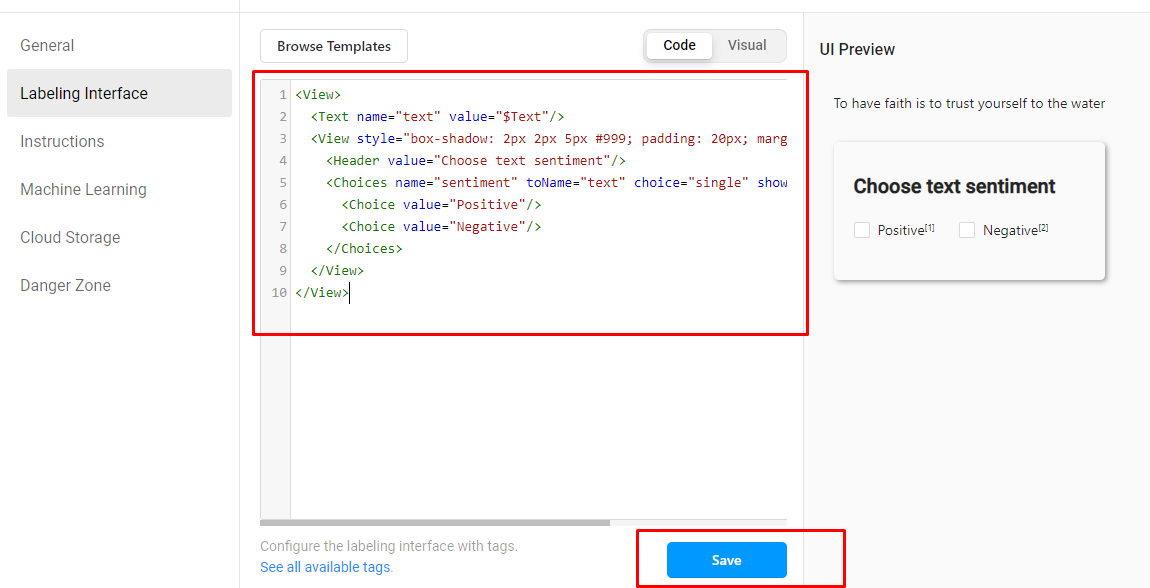 General
Labeling Interface
Instructions
Machine Learning
Cloud Storage
Danger Zone
Browse Templates
Code Visual
1 <View>
2 <Text name="text" value="$Text"/>
3 <View style="box-shadow: 2px 2px 5px #999; padding: 20px; marg
4 <Header value="Choose text sentiment"/>
5 <Choices name="sentiment" toName="text" choice="single" show
6 <Choice value="Positive"/>
7 <Choice value="Negative"/>
8 </Choices>
9 </View>
10 </View>
Configure the labeling interface with tags.
See all available tags.
Save
UI Preview
To have faith is to trust yourself to the water
Choose text sentiment
Positive[1] Negative[2]